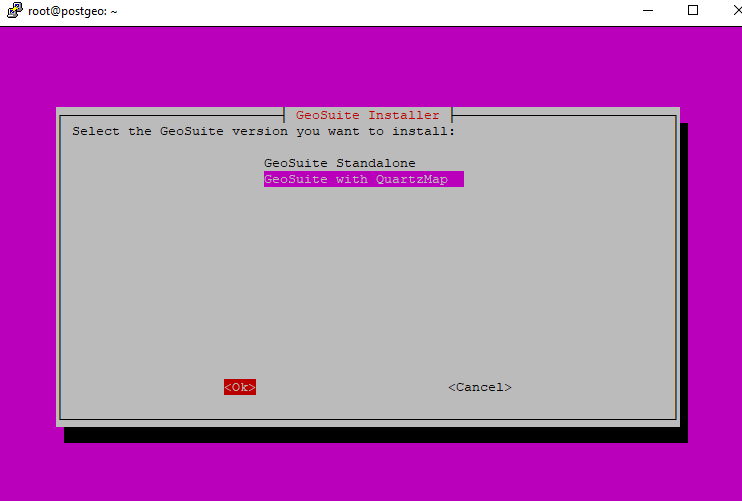 root@postgeo: ~
GeoSuite Installer
Select the GeoSuite version you want to install:
GeoSuite Standalone
GeoSuite with QuartzMap
<Ok> <Cancel>